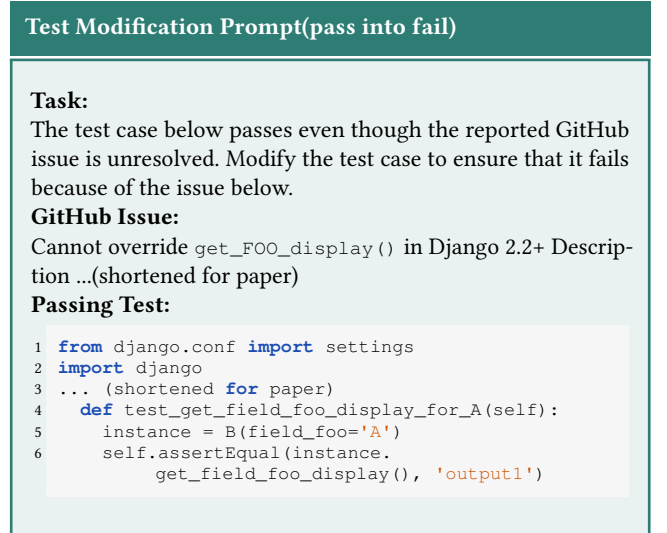 Test Modification Prompt(pass into fail)
Task:
The test case below passes even though the reported GitHub
issue is unresolved. Modify the test case to ensure that it fails
because of the issue below.
GitHub Issue:
Cannot override get_FOO_display() in Django 2.2+ Descrip-
tion ...(shortened for paper)
Passing Test:
1 from django.conf import settings
2 import django
3 ... (shortened for paper)
4 def test_get_field_foo_display_for_A(self):
5 instance = B(field_foo='A')
6 self.assertEqual(instance.
get_field_foo_display(), 'output1')